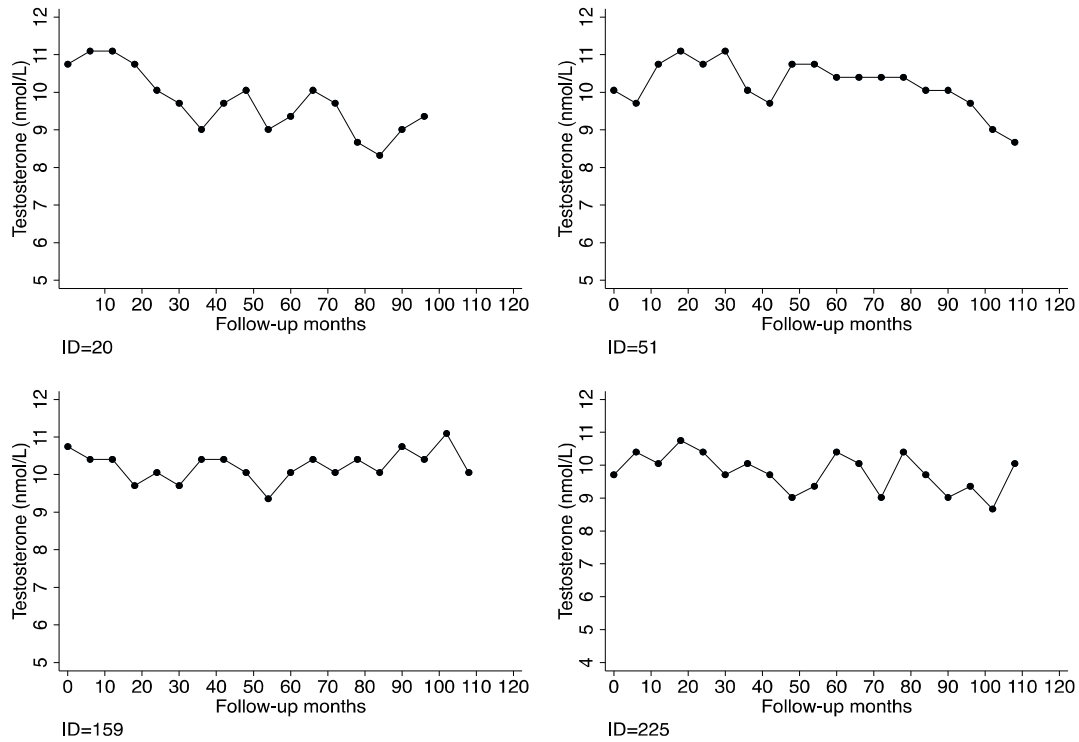 Testosterone (nmol/L)
5 6 7 8 9 10 11 12
10 20 30 40 50 60 70 80 90 100 110 120
Follow-up months
ID=20
Testosterone (nmol/L)
5 6 7 8 9 10 11 12
0 10 20 30 40 50 60 70 80 90 100 110 120
Follow-up months
ID=51
Testosterone (nmol/L)
5 6 7 8 9 10 11 12
0 10 20 30 40 50 60 70 80 90 100 110 120
Follow-up months
ID=159
Testosterone (nmol/L)
4 5 6 7 8 9 10 11 12
0 10 20 30 40 50 60 70 80 90 100 110 120
Follow-up months
ID=225